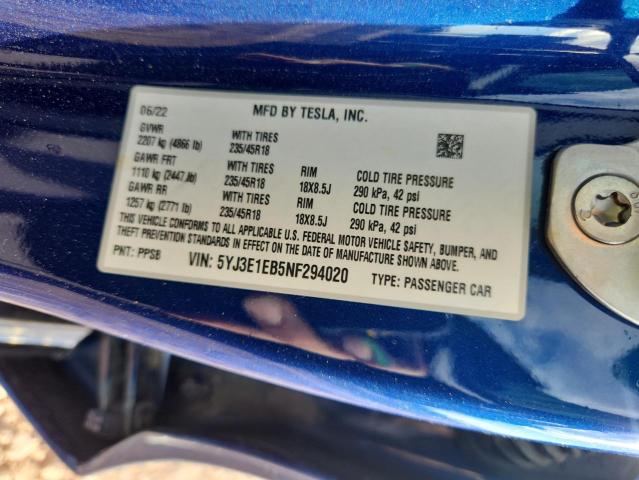 06/22 MFD BY TESLA, INC.
GVWR WITH TIRES
2207 kg (4866 lb) 235/45R18
GAWR FRT WITH TIRES RIM COLD TIRE PRESSURE
1110 kg (2447 lb) 235/45R18 18X8.5J 290 kPa, 42 psi
GAWR RR WITH TIRES RIM COLD TIRE PRESSURE
1257 kg (2771 lb) 235/45R18 18X8.5J 290 kPa, 42 psi
THIS VEHICLE CONFORMS TO ALL APPLICABLE U.S. FEDERAL MOTOR VEHICLE SAFETY, BUMPER, AND
THEFT PREVENTION STANDARDS IN EFFECT ON THE DATE OF MANUFACTURE SHOWN ABOVE.
PNT: PPSB VIN: 5YJ3E1EB5NF294020 TYPE: PASSENGER CAR